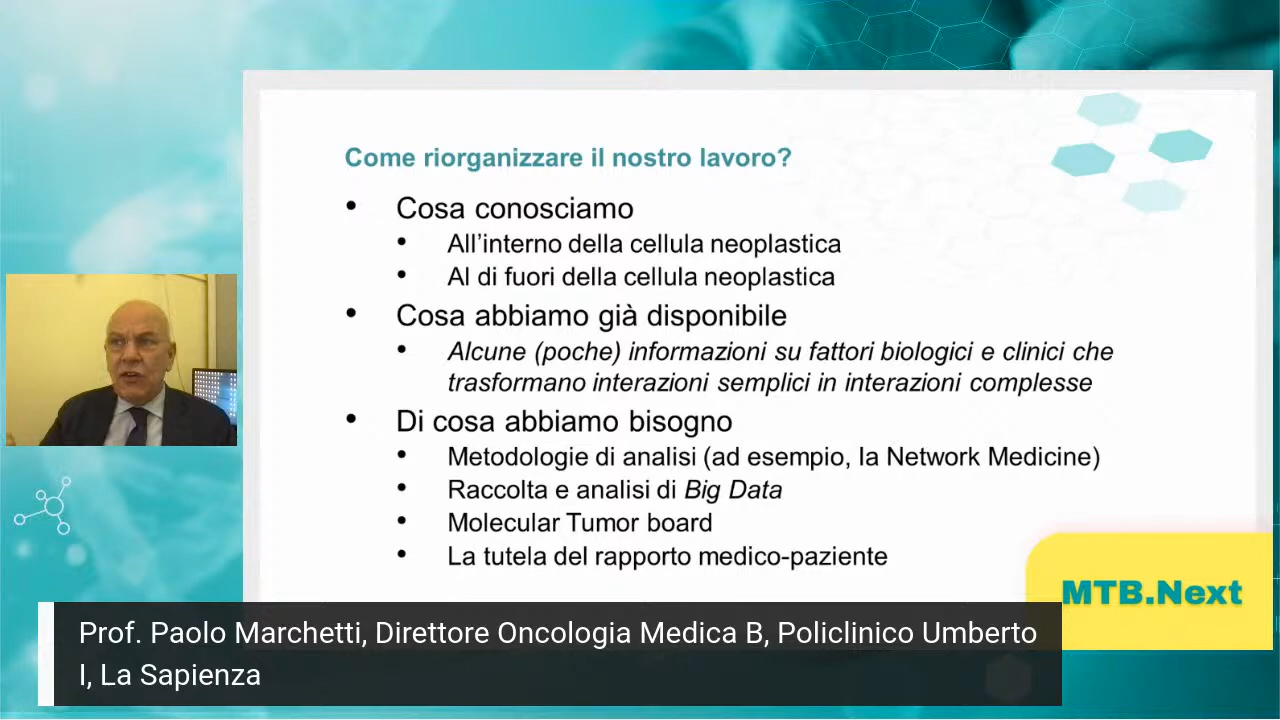 Come riorganizzare il nostro lavoro?
• Cosa conosciamo
• All’interno della cellula neoplastica
• Al di fuori della cellula neoplastica
• Cosa abbiamo già disponibile
• Alcune (poche) informazioni su fattori biologici e clinici che
trasformano interazioni semplici in interazioni complesse
• Di cosa abbiamo bisogno
• Metodologie di analisi (ad esempio, la Network Medicine)
• Raccolta e analisi di Big Data
• Molecular Tumor board
• La tutela del rapporto medico-paziente
MTB.Next
Prof. Paolo Marchetti, Direttore Oncologia Medica B, Policlinico Umberto
I, La Sapienza